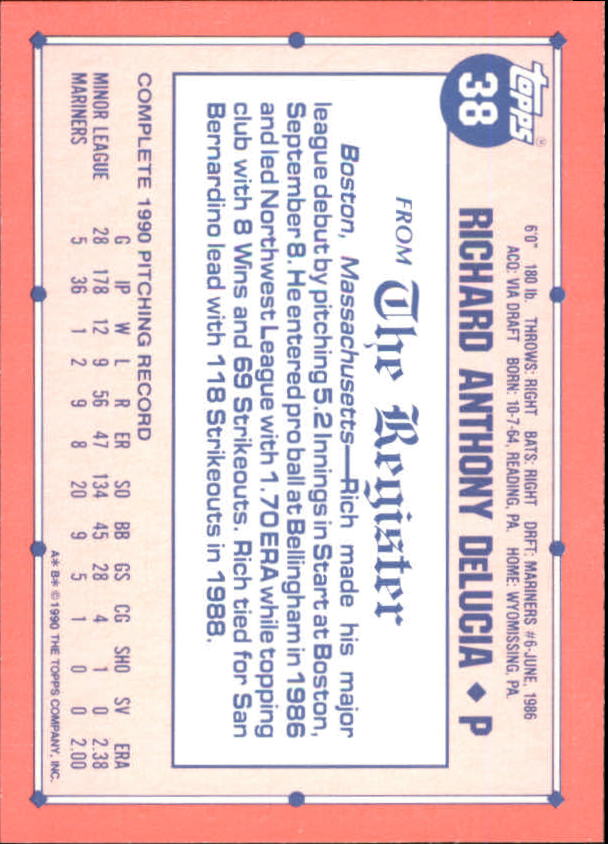 topps®
38
6'0" 180 lb. THROWS: RIGHT BATS: RIGHT DRFT: MARINERS #6-JUNE, 1986
ACQ: VIA DRAFT BORN: 10-7-64, READING, PA. HOME: WYOMISSING, PA.
RICHARD ANTHONY DELUCIA ◆ P
FROM The Register
Boston, Massachusetts—Rich made his major
league debut by pitching 5.2 Innings in Start at Boston,
September 8. He entered pro ball at Bellingham in 1986
and led Northwest League with 1.70 ERA while topping
club with 8 Wins and 69 Strikeouts. Rich tied for San
Bernardino lead with 118 Strikeouts in 1988.
COMPLETE 1990 PITCHING RECORD
G IP W L R ER SO BB GS CG SHO SV ERA
MINOR LEAGUE 28 178 12 9 56 47 134 45 28 4 1 0 2.38
MARINERS 5 36 1 2 9 8 20 9 5 1 0 0 2.00
A* B* © 1990 THE TOPPS COMPANY, INC.